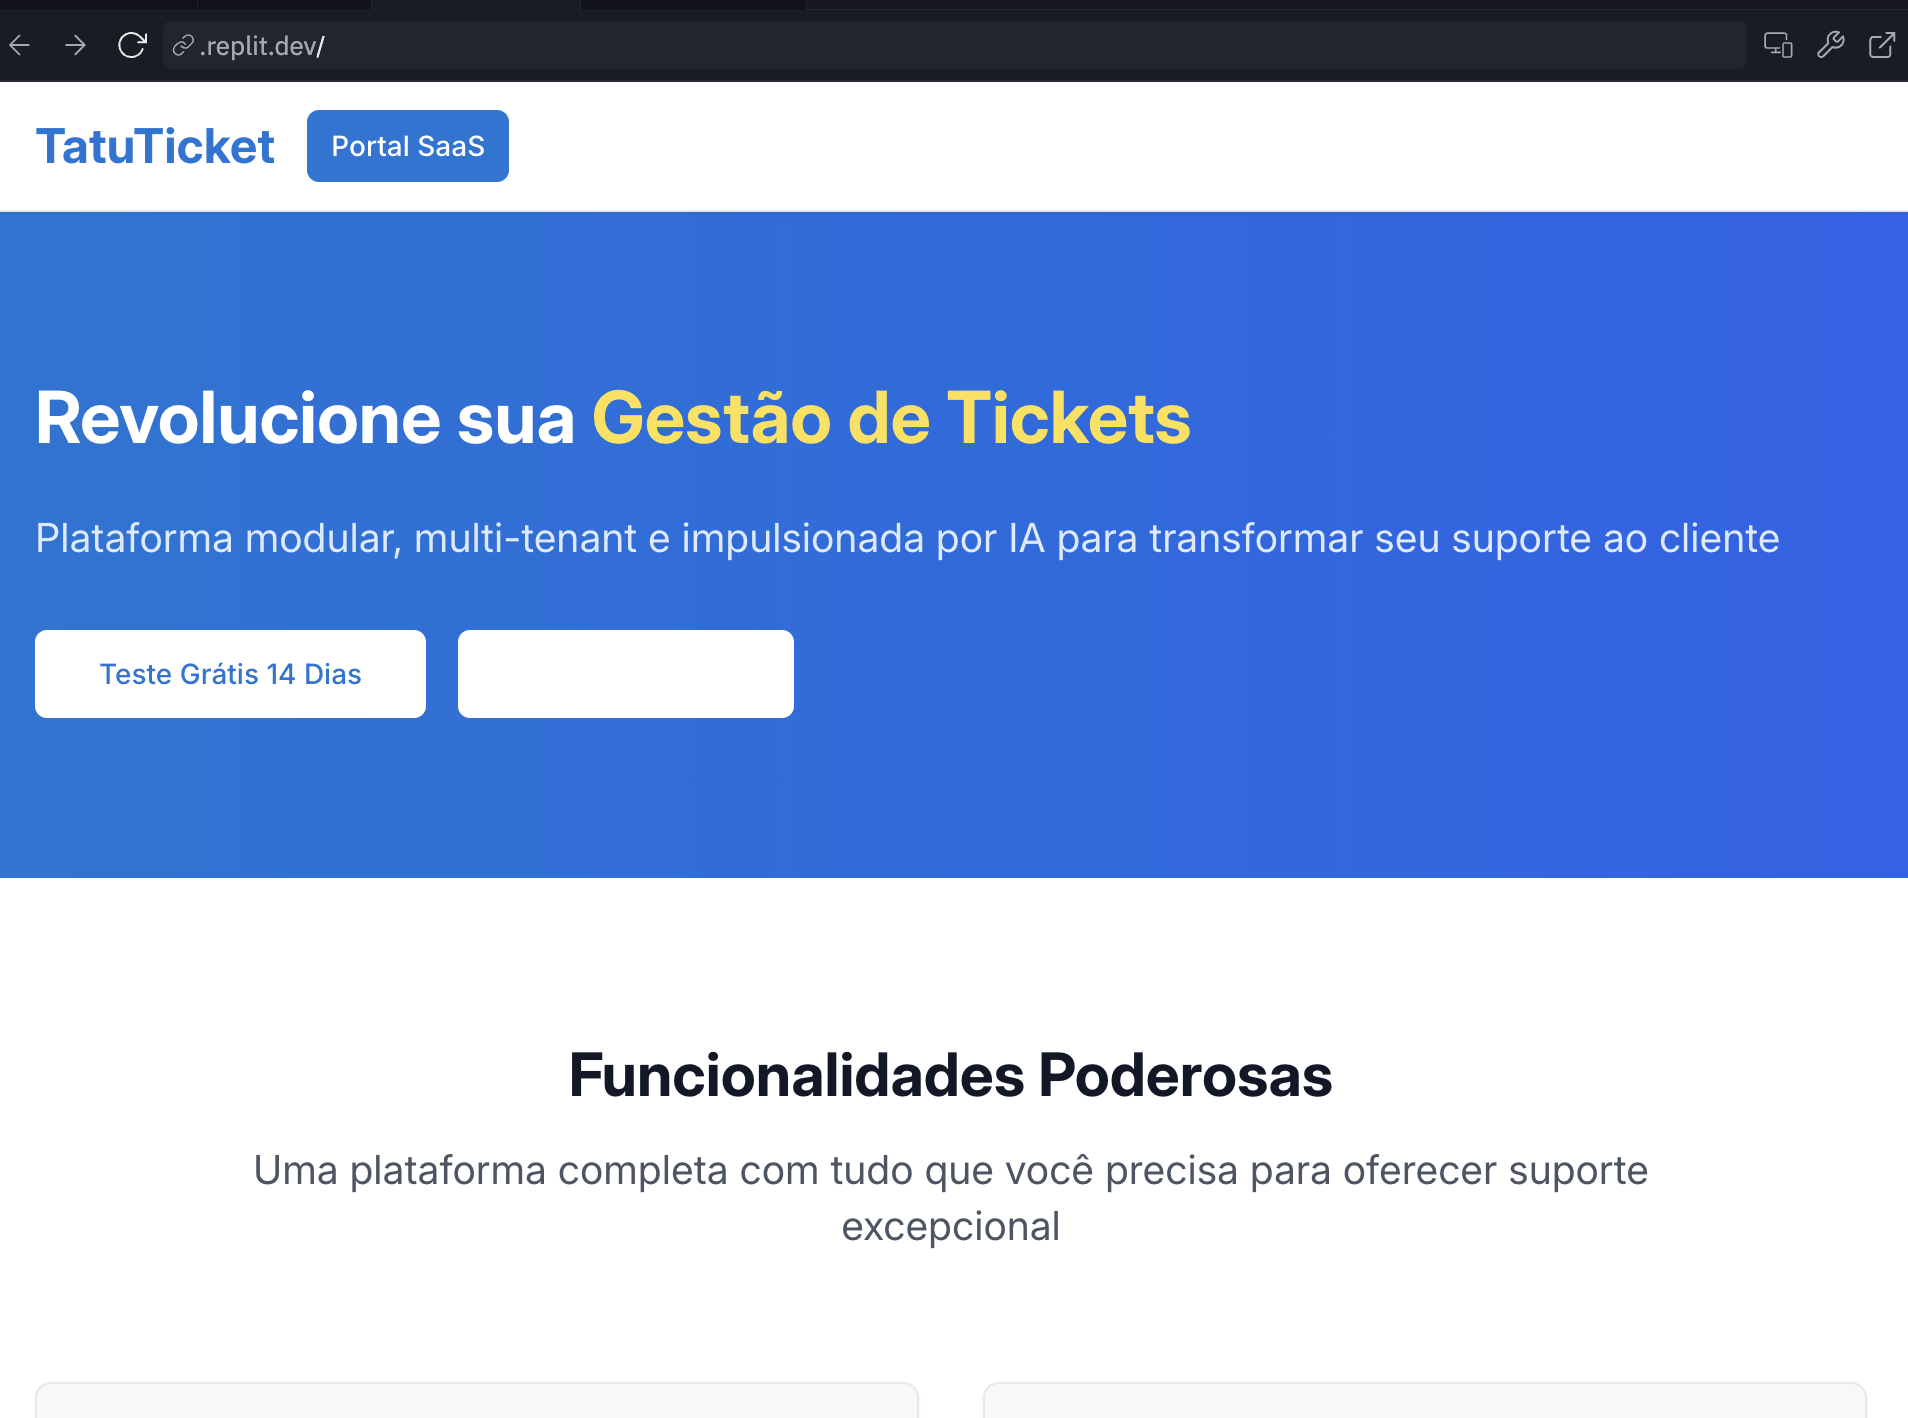 .replit.dev/
TatuTicket
Portal SaaS
Revolucione sua Gestão de Tickets
Plataforma modular, multi-tenant e impulsionada por IA para transformar seu suporte ao cliente
Teste Grátis 14 Dias
Funcionalidades Poderosas
Uma plataforma completa com tudo que você precisa para oferecer suporte
excepcional